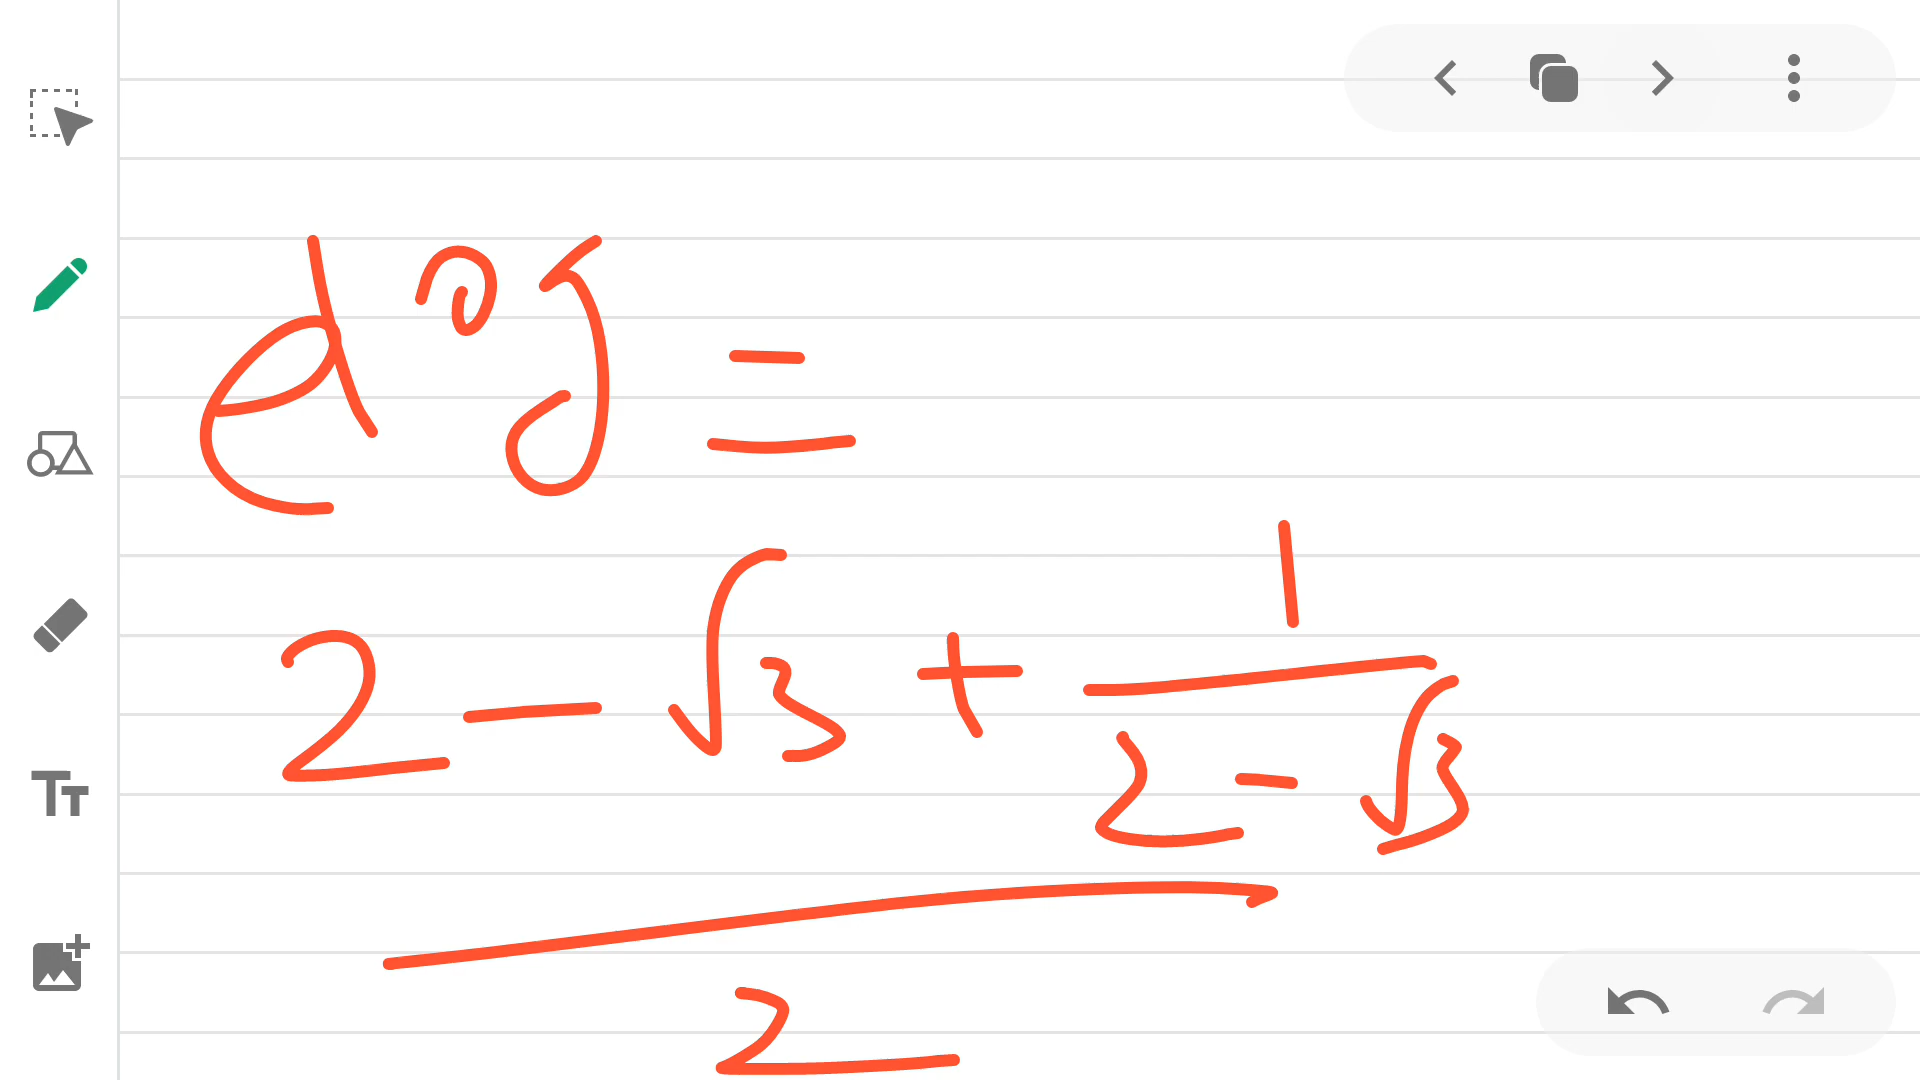 =
2 - √3 + 1
2 - √3
2